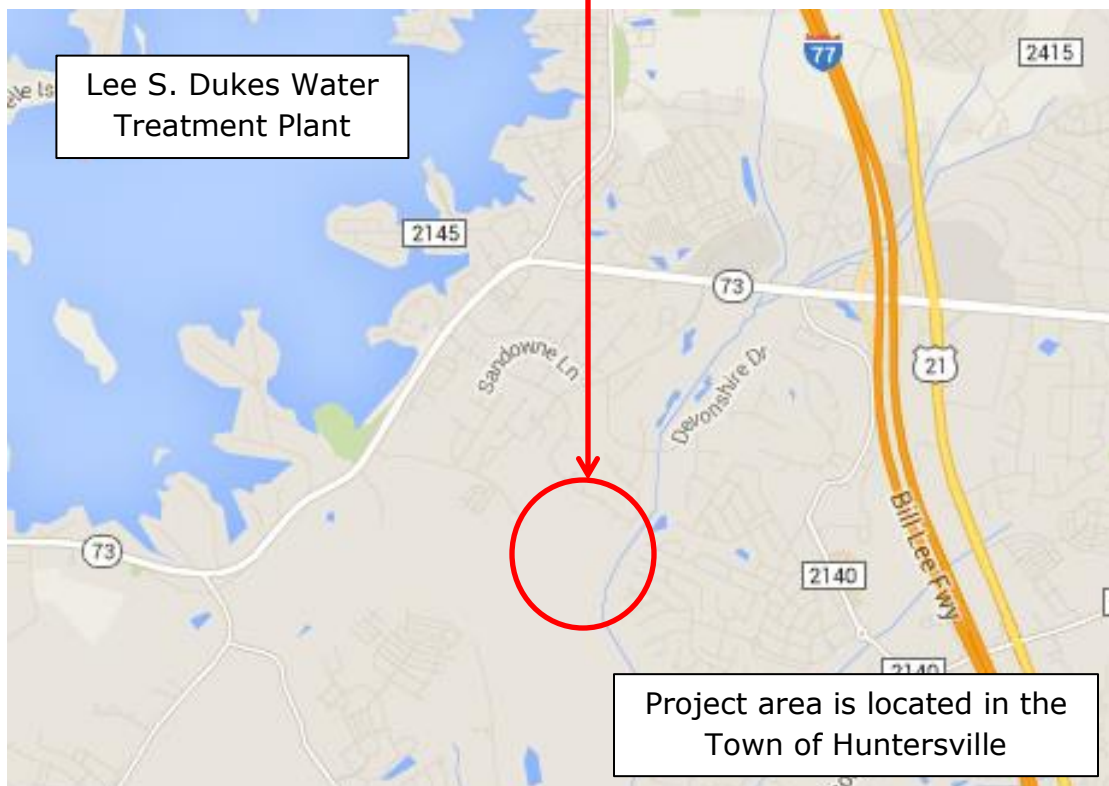 Lee S. Dukes Water
Treatment Plant
77
2415
2145
73
Sandowne Ln
Devonshire Dr
21
73
Bill Lee Fwy
2140
2140
Project area is located in the
Town of Huntersville